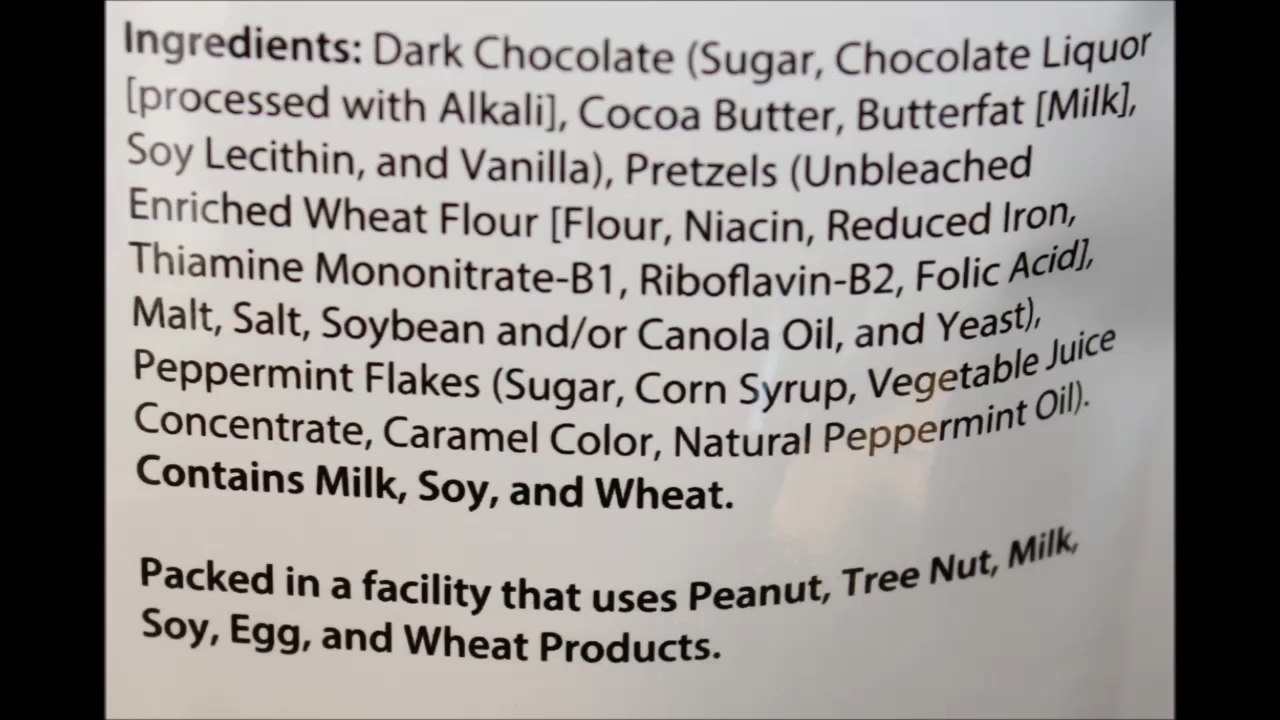 Ingredients: Dark Chocolate (Sugar, Chocolate Liquor
[processed with Alkali], Cocoa Butter, Butterfat [Milk],
Soy Lecithin, and Vanilla), Pretzels (Unbleached
Enriched Wheat Flour [Flour, Niacin, Reduced Iron,
Thiamine Mononitrate-B1, Riboflavin-B2, Folic Acid],
Malt, Salt, Soybean and/or Canola Oil, and Yeast),
Peppermint Flakes (Sugar, Corn Syrup, Vegetable Juice
Concentrate, Caramel Color, Natural Peppermint Oil).
Contains Milk, Soy, and Wheat.
Packed in a facility that uses Peanut, Tree Nut, Milk,
Soy, Egg, and Wheat Products.